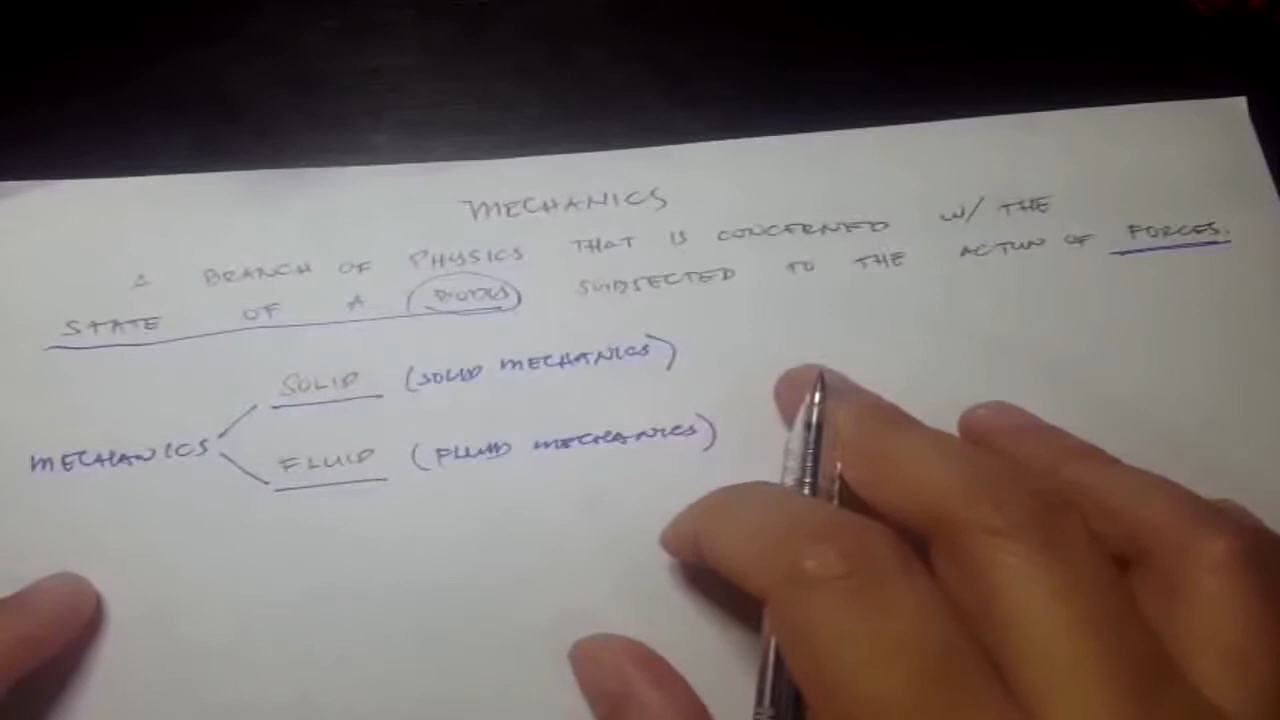 MECHANICS
A BRANCH OF PHYSICS THAT IS CONCERNED W/ THE
STATE OF A BODIES SUBJECTED TO THE ACTION OF FORCES.
SOLID (SOLID MECHANICS)
MECHANICS
FLUID (FLUID MECHANICS)